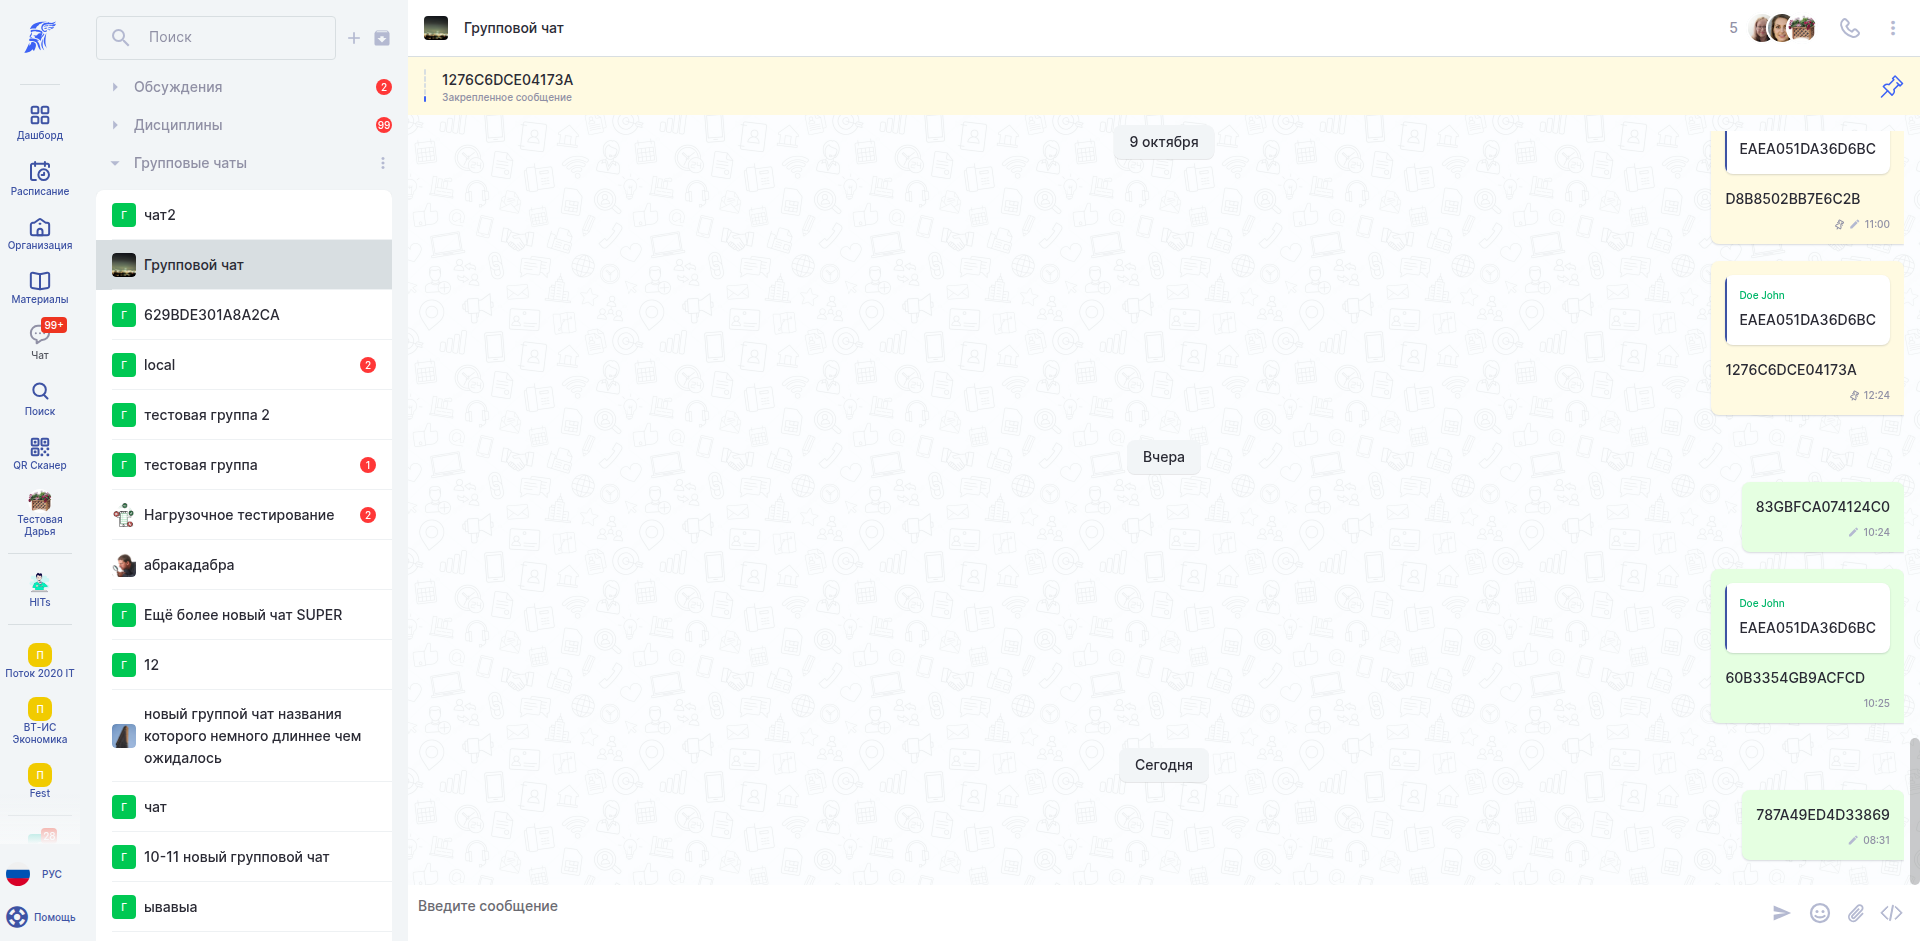 Дашборд
Расписание
Организация
Материалы
99+
Чат
Поиск
QR Сканер
Тестовая
Дарья
HITs
П
Поток 2020 IT
П
ВТ-ИС
Экономика
П
Fest
28
РУС
Помощь
Поиск
Обсуждения 2
Дисциплины 99
Групповые чаты
Г чат2
Групповой чат
Г 629BDE301A8A2CA
Г local 2
Г тестовая группа 2
Г тестовая группа 1
Нагрузочное тестирование 2
абракадабра
Г Ещё более новый чат SUPER
Г 12
новый группой чат названия
которого немного длиннее чем
ожидалось
Г чат
Г 10-11 новый групповой чат
Г ывавыа
Групповой чат 5
1276C6DCE04173A
Закрепленное сообщение
9 октября
EAEA051DA36D6BC
D8B8502BB7E6C2B
11:00
Doe John
EAEA051DA36D6BC
1276C6DCE04173A
12:24
Вчера
83GBFCA074124C0
10:24
Doe John
EAEA051DA36D6BC
60B3354GB9ACFCD
10:25
Сегодня
787A49ED4D33869
08:31
Введите сообщение